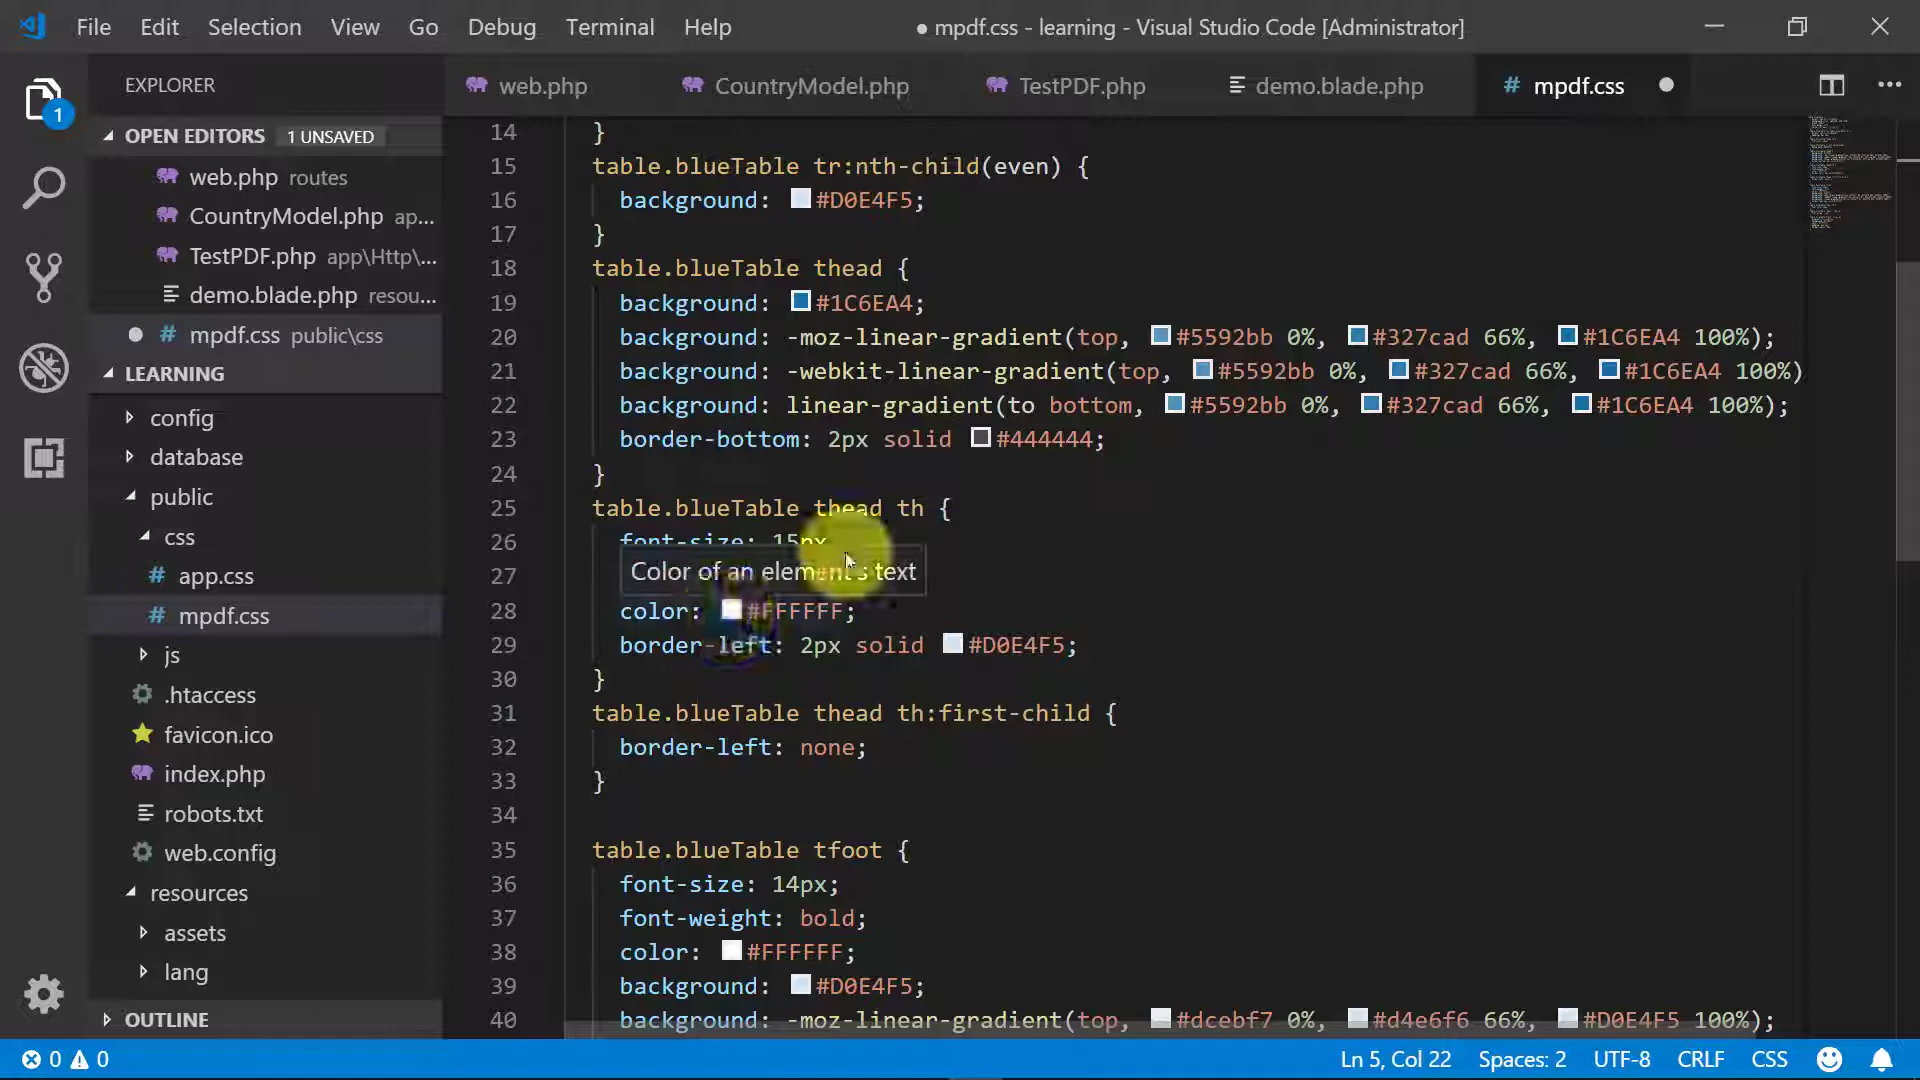 File Edit Selection View Go Debug Terminal Help
● mpdf.css - learning - Visual Studio Code [Administrator]
EXPLORER
OPEN EDITORS 1 UNSAVED
web.php routes
CountryModel.php ap...
TestPDF.php app\Http\...
demo.blade.php resou...
# mpdf.css public\css
LEARNING
config
database
public
css
# app.css
# mpdf.css
js
.htaccess
favicon.ico
index.php
robots.txt
web.config
resources
assets
lang
OUTLINE
1
web.php CountryModel.php TestPDF.php demo.blade.php # mpdf.css
14 }
15 table.blueTable tr:nth-child(even) {
16 background: #D0E4F5;
17 }
18 table.blueTable thead {
19 background: #1C6EA4;
20 background: -moz-linear-gradient(top, #5592bb 0%, #327cad 66%, #1C6EA4 100%);
21 background: -webkit-linear-gradient(top, #5592bb 0%, #327cad 66%, #1C6EA4 100%)
22 background: linear-gradient(to bottom, #5592bb 0%, #327cad 66%, #1C6EA4 100%);
23 border-bottom: 2px solid #444444;
24 }
25 table.blueTable thead th {
26 font-size: 15px
Color of an element's text
27
28 color: #FFFFFF;
29 border-left: 2px solid #D0E4F5;
30 }
31 table.blueTable thead th:first-child {
32 border-left: none;
33 }
34
35 table.blueTable tfoot {
36 font-size: 14px;
37 font-weight: bold;
38 color: #FFFFFF;
39 background: #D0E4F5;
40 background: -moz-linear-gradient(top, #dcebf7 0%, #d4e6f6 66%, #D0E4F5 100%);
0 0 Ln 5, Col 22 Spaces: 2 UTF-8 CRLF CSS